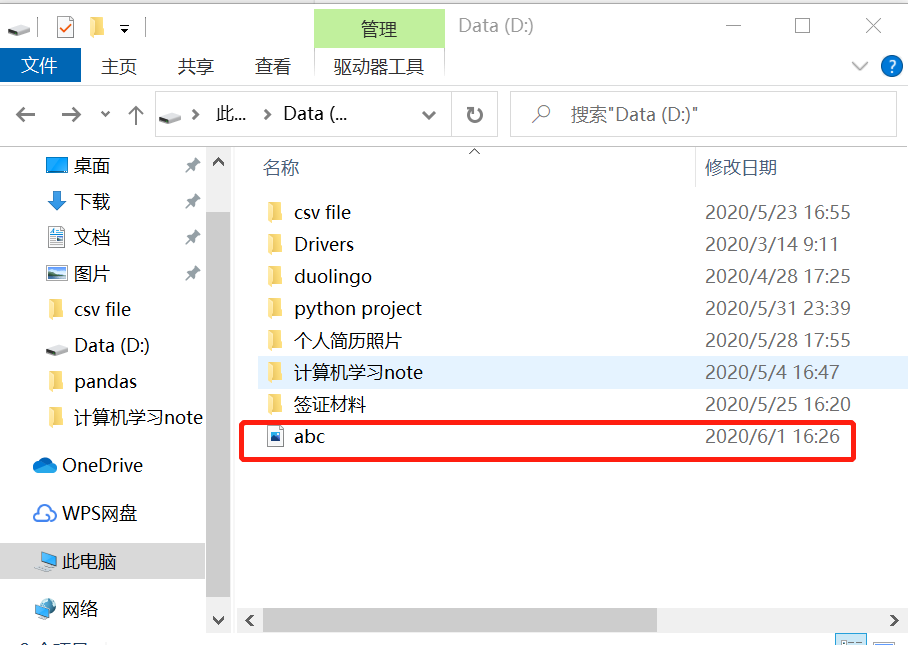 管理
Data (D:)
文件
主页
共享
查看
驱动器工具
此...
Data (...
搜索"Data (D:)"
桌面
下载
文档
图片
csv file
Data (D:)
pandas
计算机学习note
OneDrive
WPS网盘
此电脑
网络
名称 修改日期
csv file 2020/5/23 16:55
Drivers 2020/3/14 9:11
duolingo 2020/4/28 17:25
python project 2020/5/31 23:39
个人简历照片 2020/5/28 17:55
计算机学习note 2020/5/4 16:47
签证材料 2020/5/25 16:20
abc 2020/6/1 16:26